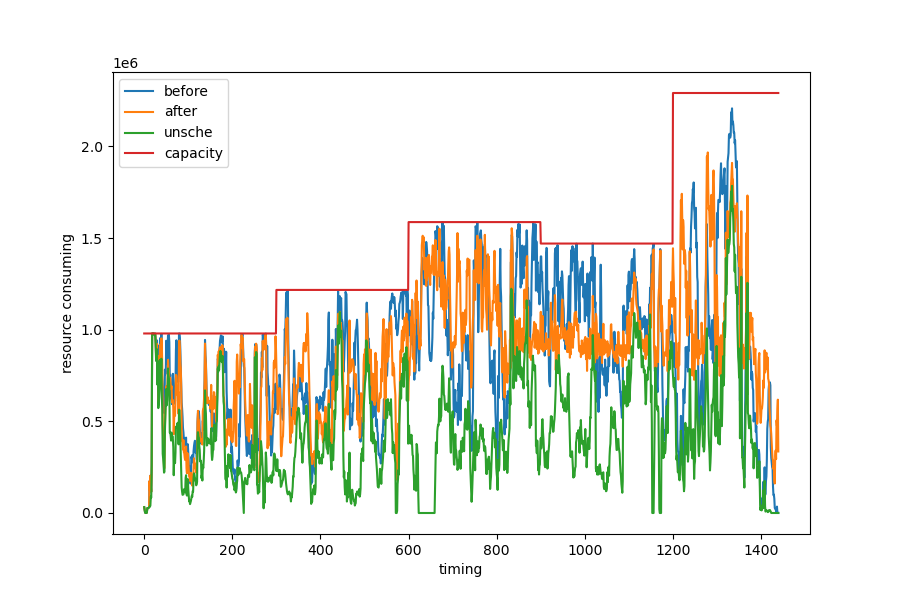 1e6
before
after
unsche
capacity
2.0
1.5
1.0
0.5
0.0
resource consuming
0 200 400 600 800 1000 1200 1400
timing